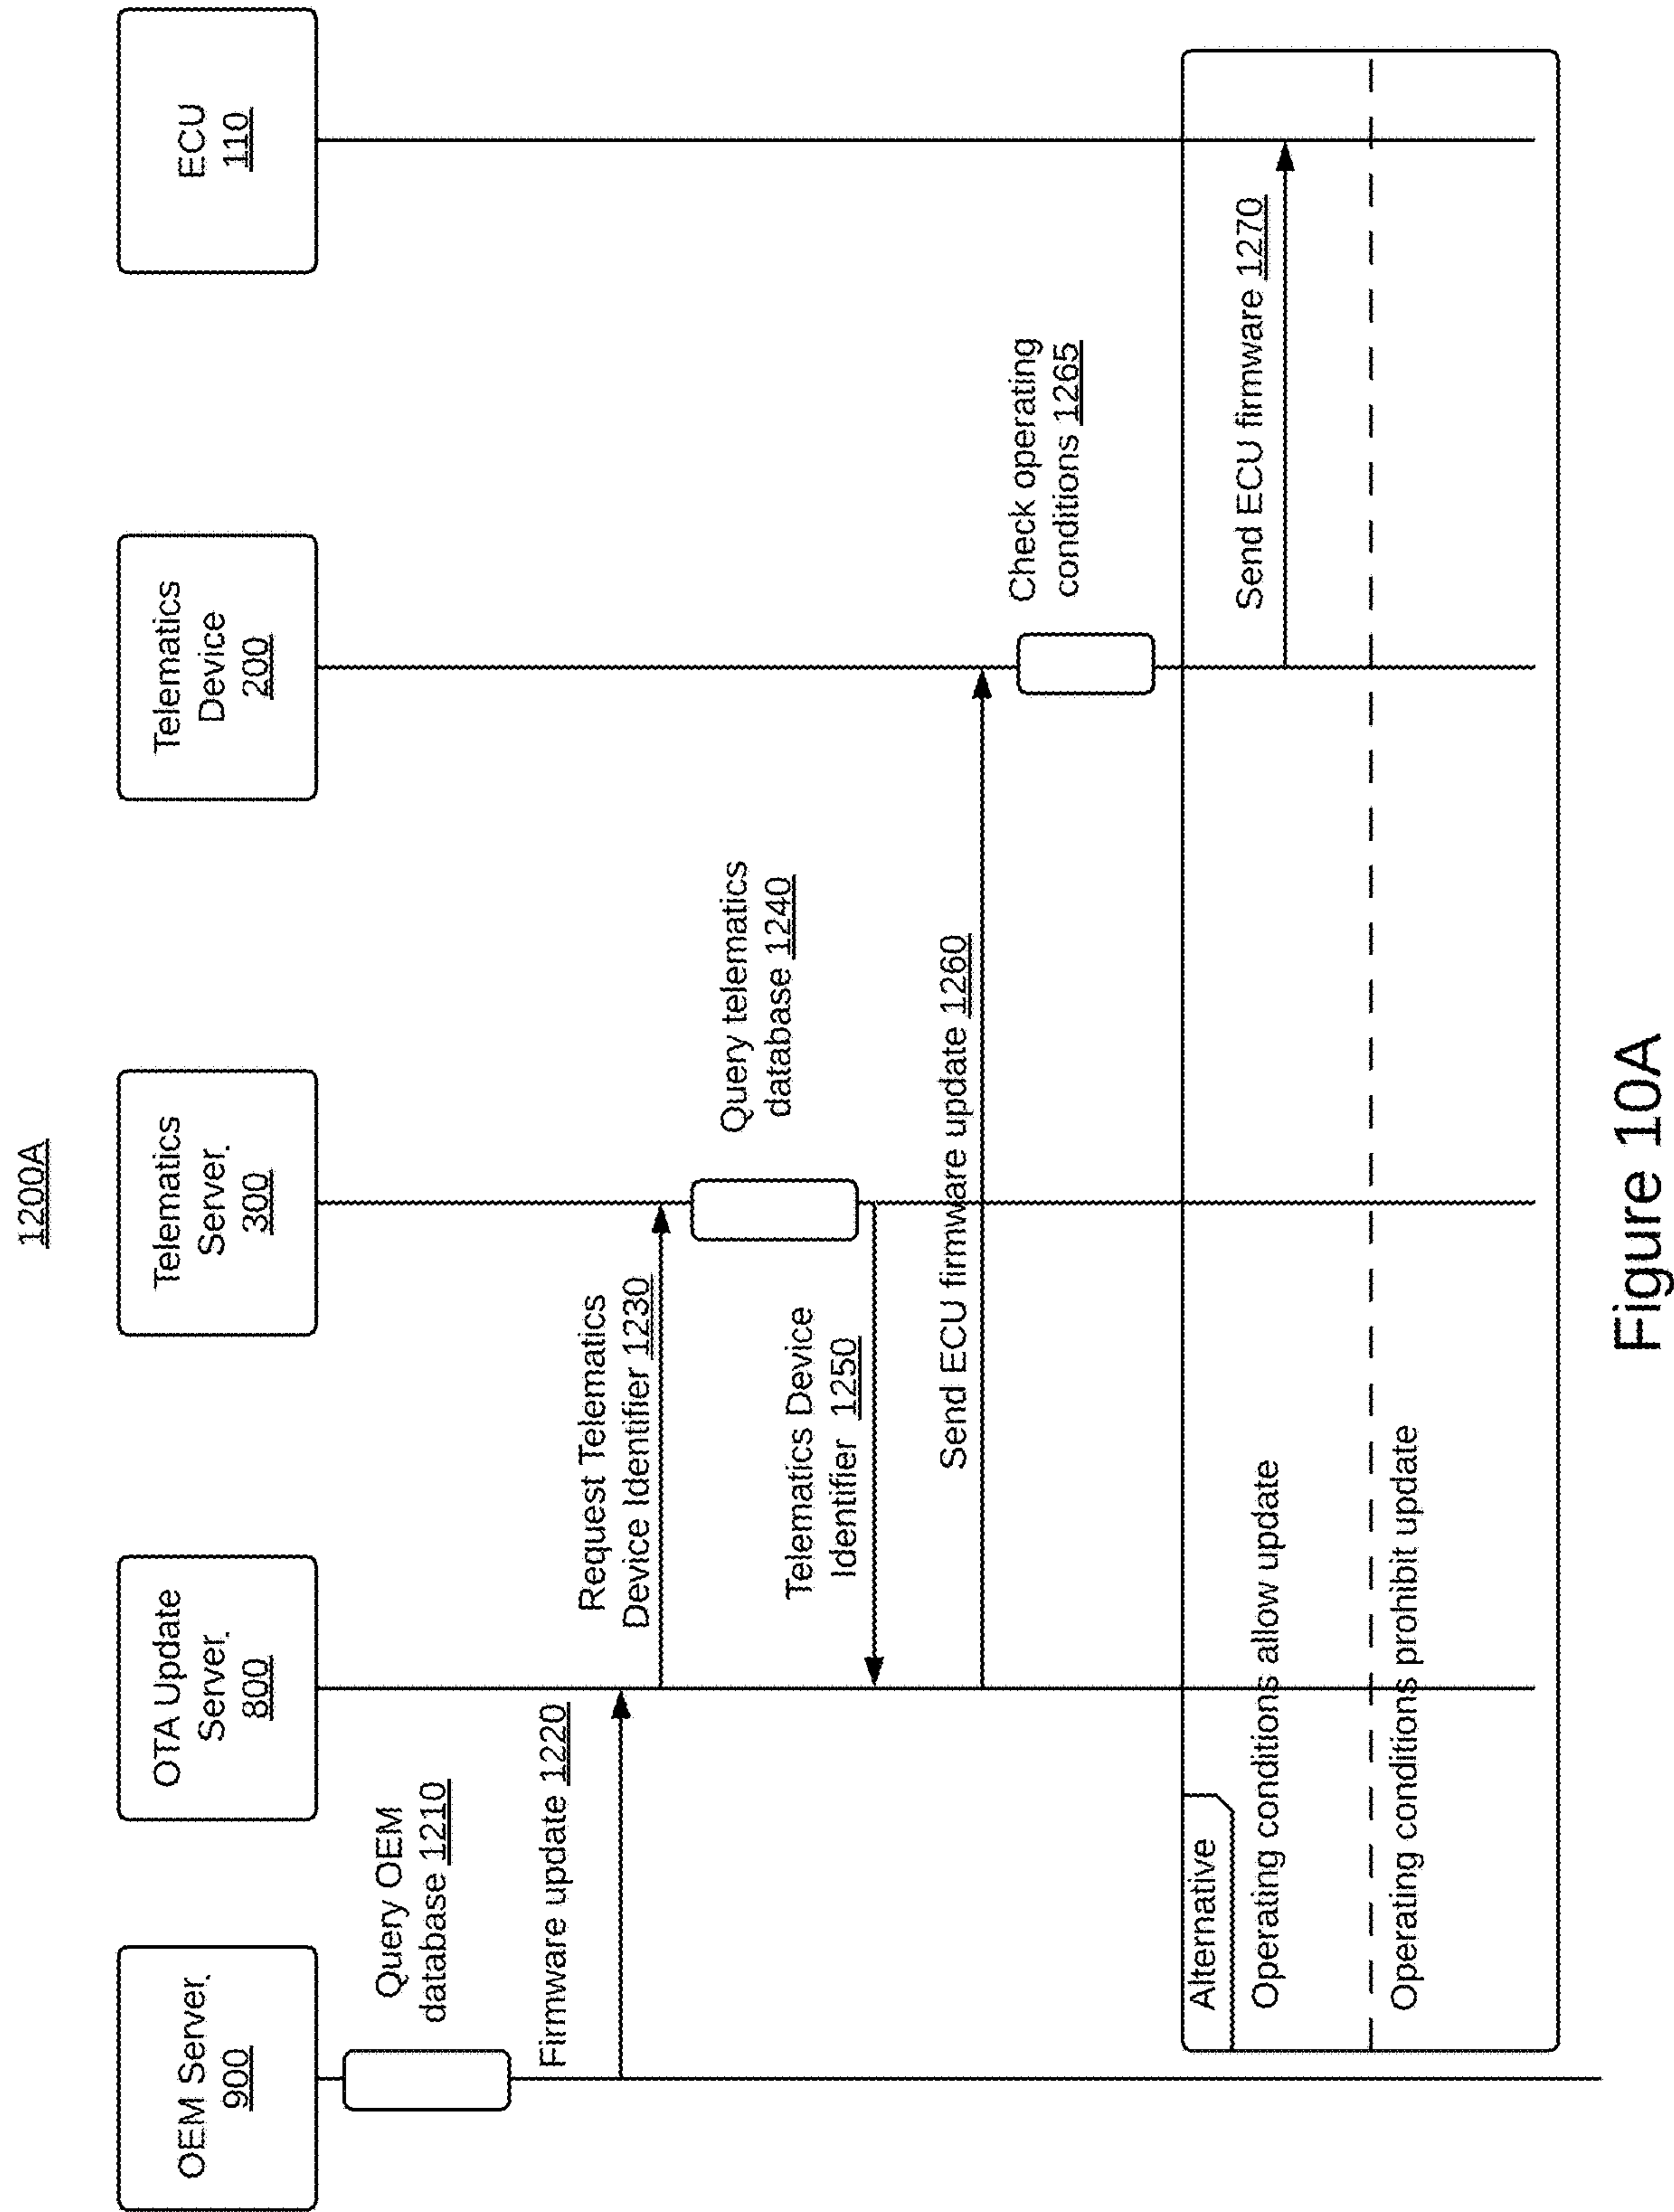 1200A
OEM Server
900
OTA Update
Server
800
Telematics
Server
300
Telematics
Device
200
ECU
110
Query OEM
database 1210
Firmware update 1220
Request Telematics
Device Identifier 1230
Query telematics
database 1240
Telematics Device
Identifier 1250
Send ECU firmware update 1260
Check operating
conditions 1265
Alternative
Operating conditions allow update
Send ECU firmware 1270
Operating conditions prohibit update
Figure 10A